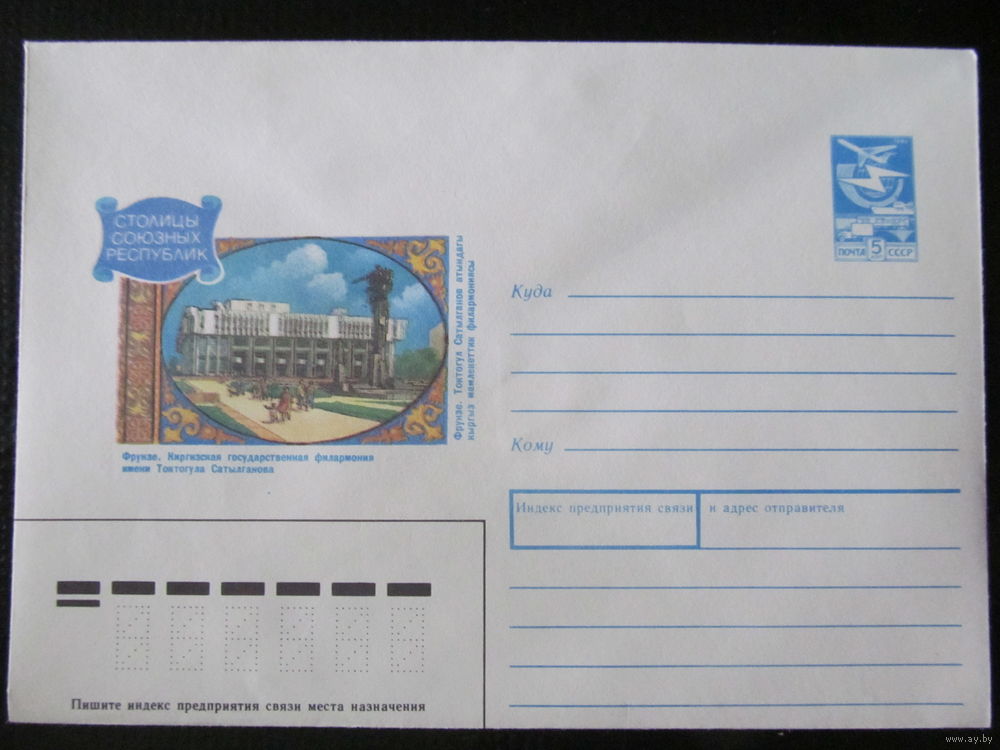 СТОЛИЦЫ
СОЮЗНЫХ
РЕСПУБЛИК
Фрунзе. Токтогул Сатылганов атындагы
кыргыз мамлекеттик филармониясы
Фрунзе. Киргизская государственная филармония
имени Токтогула Сатылганова
ПОЧТА 5 СССР
Куда
Кому
Индекс предприятия связи и адрес отправителя
Пишите индекс предприятия связи места назначения
www.ay.by